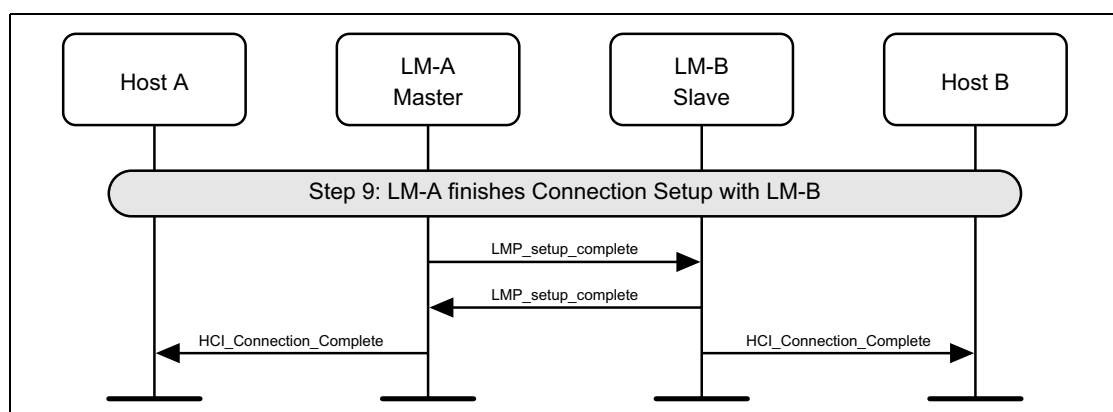 Host A
LM-A
Master
LM-B
Slave
Host B
Step 9: LM-A finishes Connection Setup with LM-B
LMP_setup_complete
LMP_setup_complete
HCI_Connection_Complete
HCI_Connection_Complete